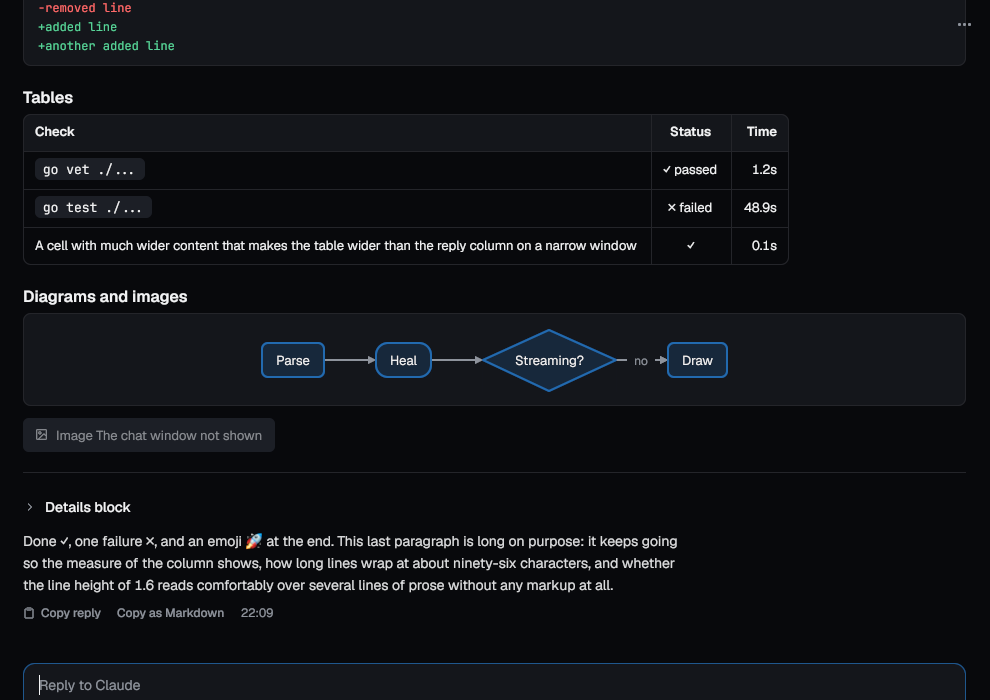 -removed line
+added line
+another added line
Tables
Check Status Time
go vet ./... ✓ passed 1.2s
go test ./... ✕ failed 48.9s
A cell with much wider content that makes the table wider than the reply column on a narrow window ✓ 0.1s
Diagrams and images
Parse Heal Streaming? no Draw
Image The chat window not shown
Details block
Done ✓, one failure ✕, and an emoji 🚀 at the end. This last paragraph is long on purpose: it keeps going
so the measure of the column shows, how long lines wrap at about ninety-six characters, and whether
the line height of 1.6 reads comfortably over several lines of prose without any markup at all.
Copy reply Copy as Markdown 22:09
Reply to Claude